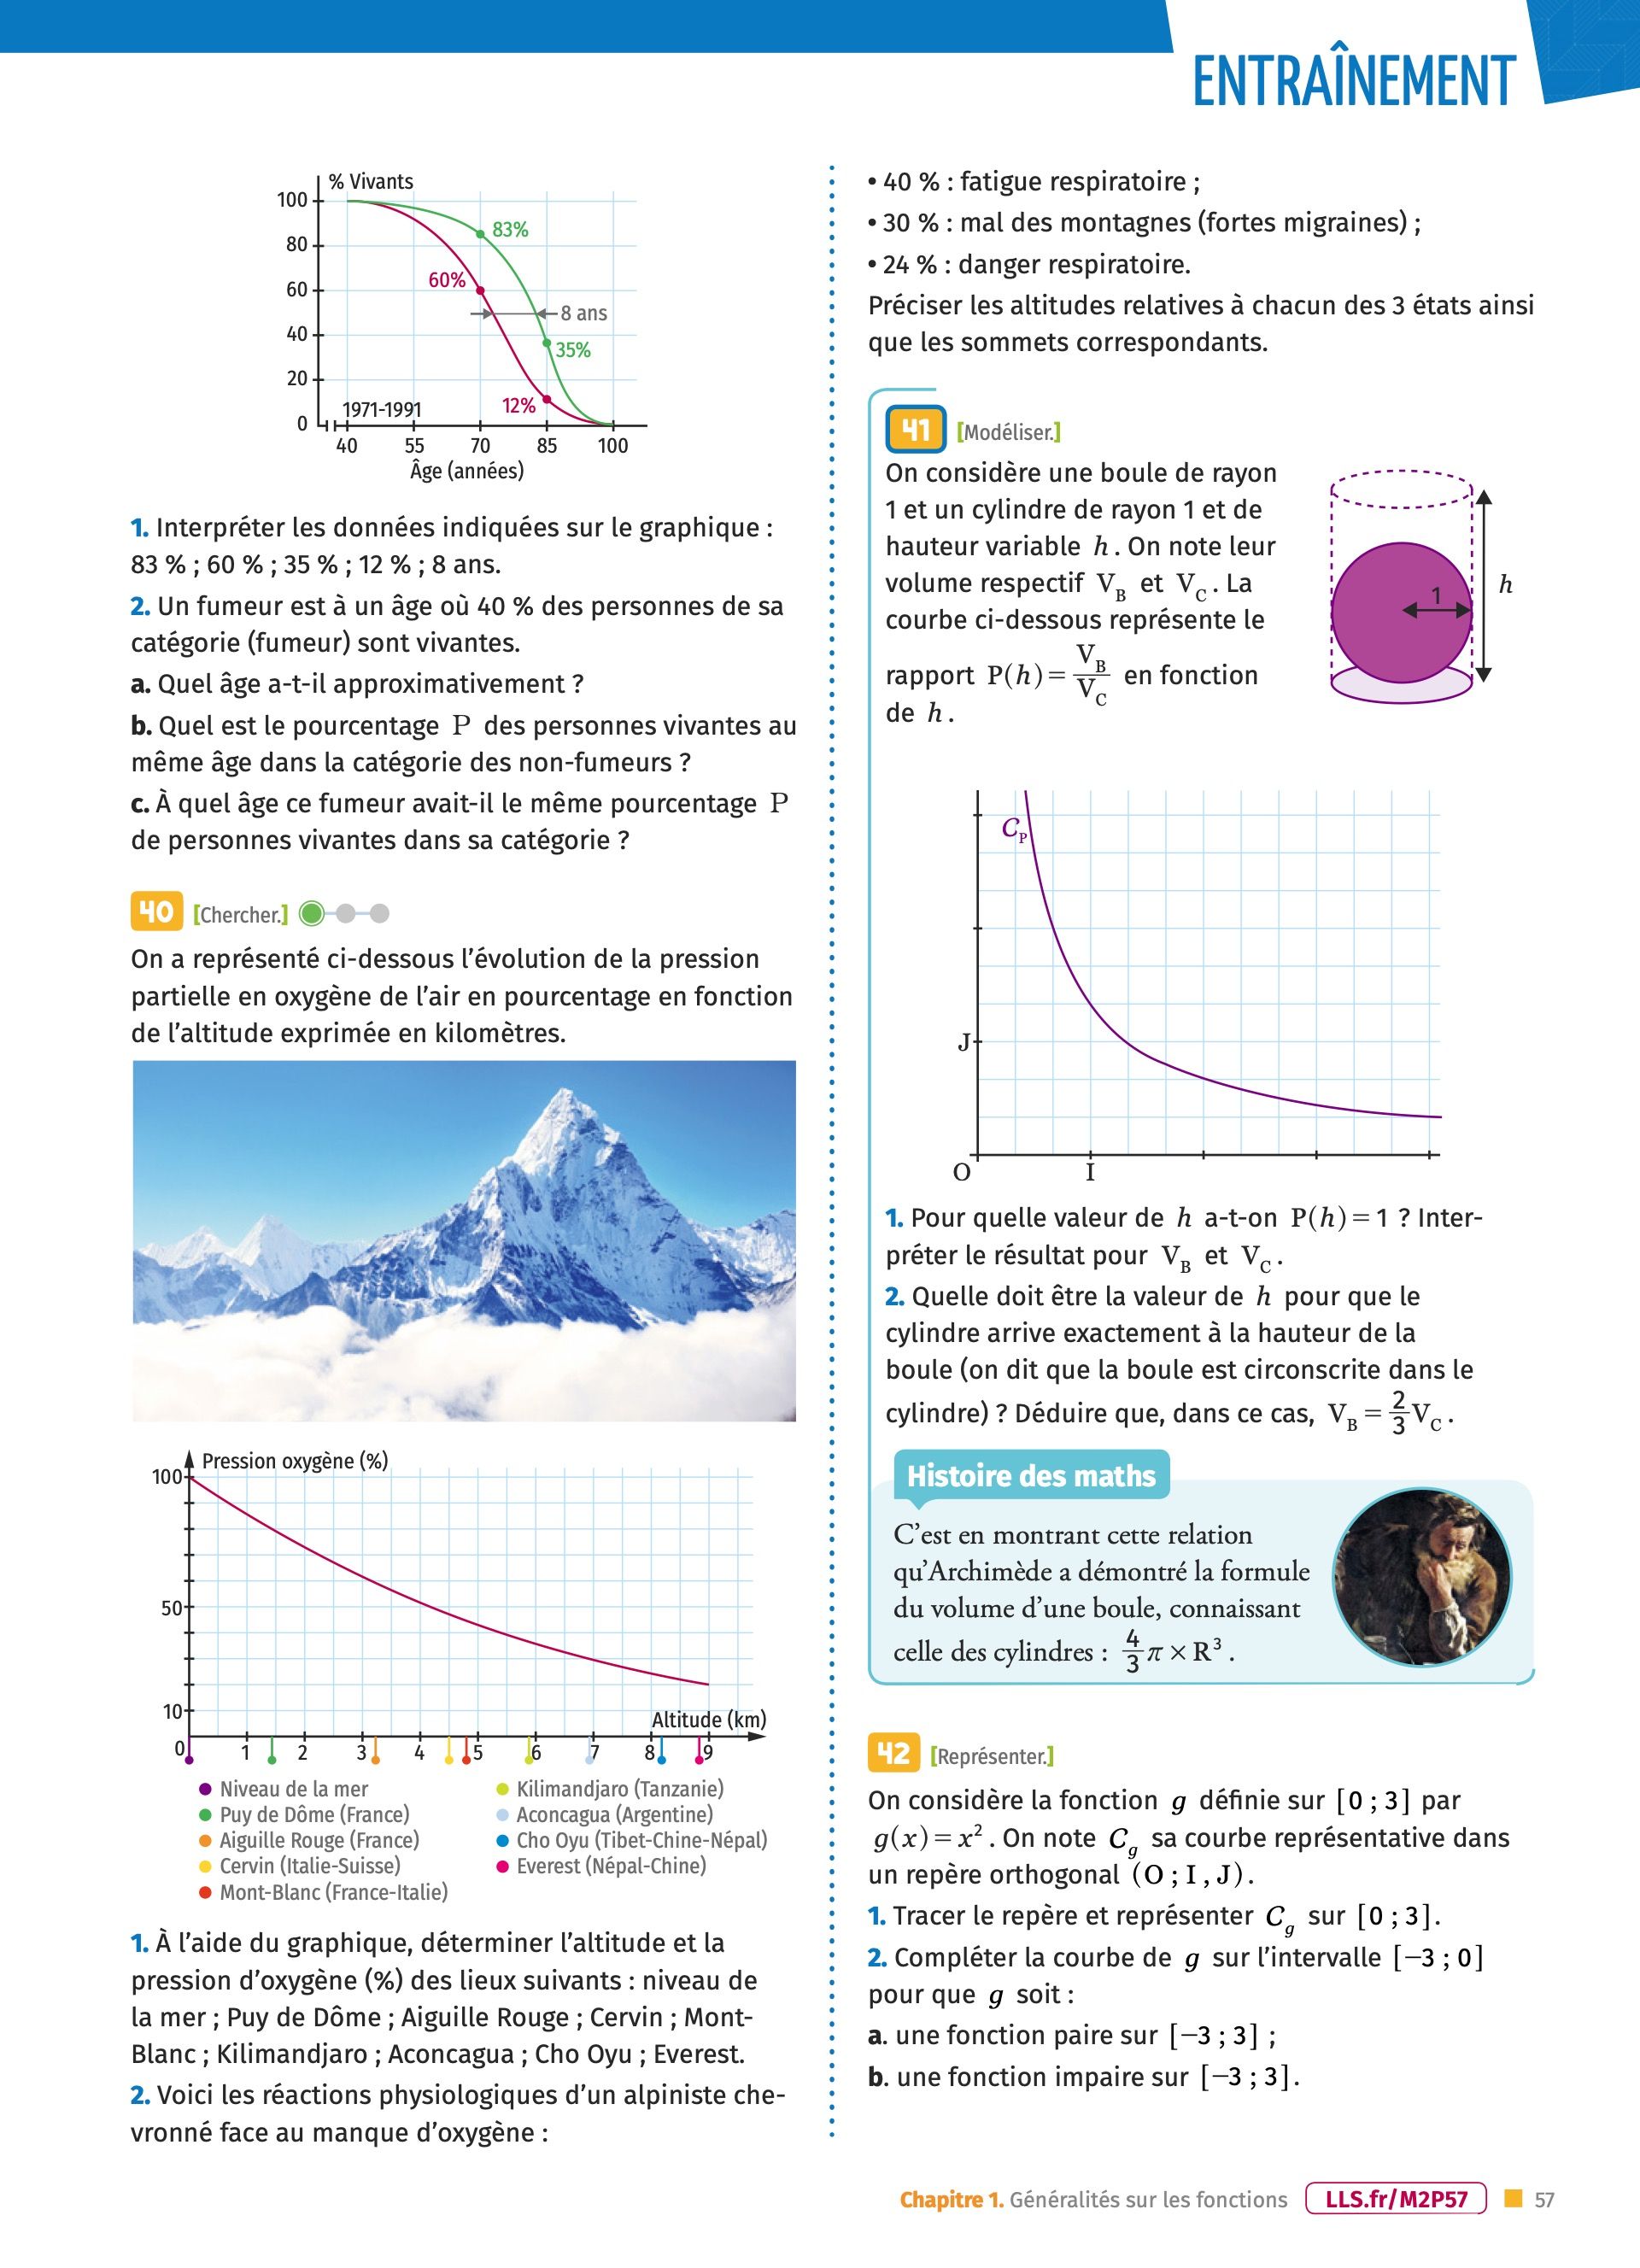 ENTRAÎNEMENT
% Vivants
100
80
60
40
20
0
83%
60%
8 ans
35%
12%
1971-1991
40 55 70 85 100
Âge (années)
1. Interpréter les données indiquées sur le graphique :
83 % ; 60 % ; 35 % ; 12 % ; 8 ans.
2. Un fumeur est à un âge où 40 % des personnes de sa
catégorie (fumeur) sont vivantes.
a. Quel âge a-t-il approximativement ?
b. Quel est le pourcentage P des personnes vivantes au
même âge dans la catégorie des non-fumeurs ?
c. À quel âge ce fumeur avait-il le même pourcentage P
de personnes vivantes dans sa catégorie ?
40 [Chercher.]
On a représenté ci-dessous l’évolution de la pression
partielle en oxygène de l’air en pourcentage en fonction
de l’altitude exprimée en kilomètres.
Pression oxygène (%)
100
50
10
Altitude (km)
0 1 2 3 4 5 6 7 8 9
Niveau de la mer
Puy de Dôme (France)
Aiguille Rouge (France)
Cervin (Italie-Suisse)
Mont-Blanc (France-Italie)
Kilimandjaro (Tanzanie)
Aconcagua (Argentine)
Cho Oyu (Tibet-Chine-Népal)
Everest (Népal-Chine)
1. À l’aide du graphique, déterminer l’altitude et la
pression d’oxygène (%) des lieux suivants : niveau de
la mer ; Puy de Dôme ; Aiguille Rouge ; Cervin ; Mont-
Blanc ; Kilimandjaro ; Aconcagua ; Cho Oyu ; Everest.
2. Voici les réactions physiologiques d’un alpiniste che-
vronné face au manque d’oxygène :
• 40 % : fatigue respiratoire ;
• 30 % : mal des montagnes (fortes migraines) ;
• 24 % : danger respiratoire.
Préciser les altitudes relatives à chacun des 3 états ainsi
que les sommets correspondants.
41 [Modéliser.]
On considère une boule de rayon
1 et un cylindre de rayon 1 et de
hauteur variable h. On note leur
volume respectif V_B et V_C. La
courbe ci-dessous représente le
rapport P(h) = V_B/V_C en fonction
de h.
1
h
C_P
J
O
I
1. Pour quelle valeur de h a-t-on P(h) = 1 ? Inter-
préter le résultat pour V_B et V_C.
2. Quelle doit être la valeur de h pour que le
cylindre arrive exactement à la hauteur de la
boule (on dit que la boule est circonscrite dans le
cylindre) ? Déduire que, dans ce cas, V_B = 2/3 V_C.
Histoire des maths
C’est en montrant cette relation
qu’Archimède a démontré la formule
du volume d’une boule, connaissant
celle des cylindres : 4/3 π × R³.
42 [Représenter.]
On considère la fonction g définie sur [0 ; 3] par
g(x) = x². On note C_g sa courbe représentative dans
un repère orthogonal (O ; I , J).
1. Tracer le repère et représenter C_g sur [0 ; 3].
2. Compléter la courbe de g sur l’intervalle [−3 ; 0]
pour que g soit :
a. une fonction paire sur [−3 ; 3] ;
b. une fonction impaire sur [−3 ; 3].
Chapitre 1. Généralités sur les fonctions LLS.fr/M2P57 57